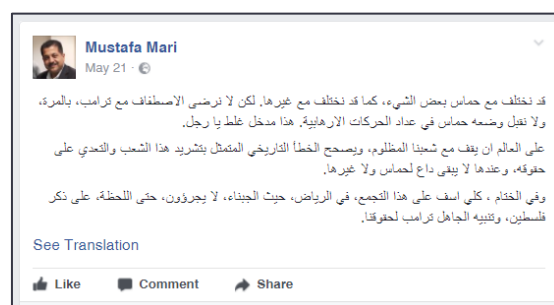 Mustafa Mari
May 21
قد نختلف مع حماس بعض الشيء، كما قد نختلف مع غيرها. لكن لا نرضى الاصطفاف مع ترامب، بالمرة،
ولا نقبل وضعه حماس في عداد الحركات الارهابية. هذا مدخل غلط يا رجل.
على العالم ان يقف مع شعبنا المظلوم، ويصحح الخطأ التاريخي المتمثل بتشريد هذا الشعب والتعدي على
حقوقه، وعندها لا يبقى داع لحماس ولا غيرها.
وفي الختام ، كلي اسف على هذا التجمع، في الرياض، حيث الجبناء، لا يجرؤون، حتى اللحظة، على ذكر
فلسطين، وتنبيه الجاهل ترامب لحقوقنا.
See Translation
Like Comment Share